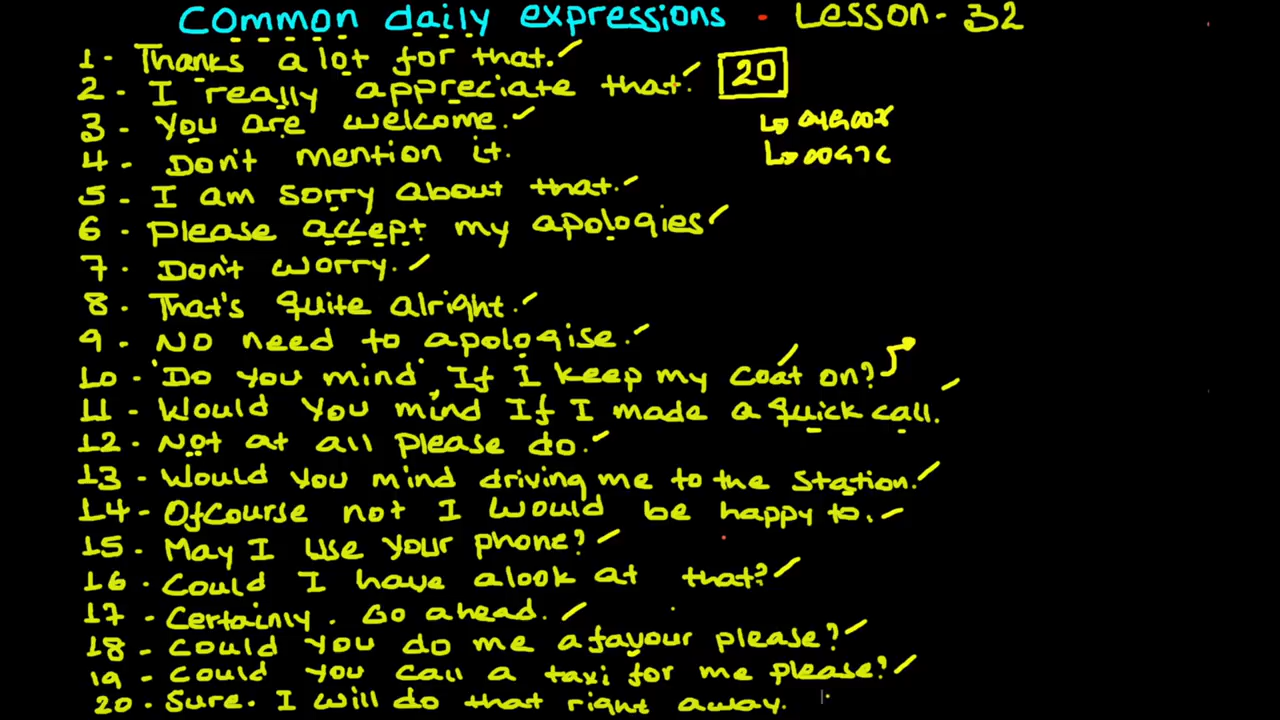 Common daily expressions - Lesson-32
1- Thanks a lot for that.
2- I really appreciate that.
20
3- You are welcome.
4- Don't mention it.
5- I am sorry about that.
6- Please accept my apologies
7- Don't worry.
8- That's quite alright.
9- No need to apologise.
10- 'Do you mind', If I keep my coat on?
11- Would you mind If I made a quick call.
12- Not at all please do.
13- Would you mind driving me to the station.
14- Ofcourse not I would be happy to.
15- May I use your phone?
16- Could I have alook at that?
17- Certainly. Go ahead.
18- Could you do me a favour please?
19- Could you call a taxi for me please?
20- Sure. I will do that right away.